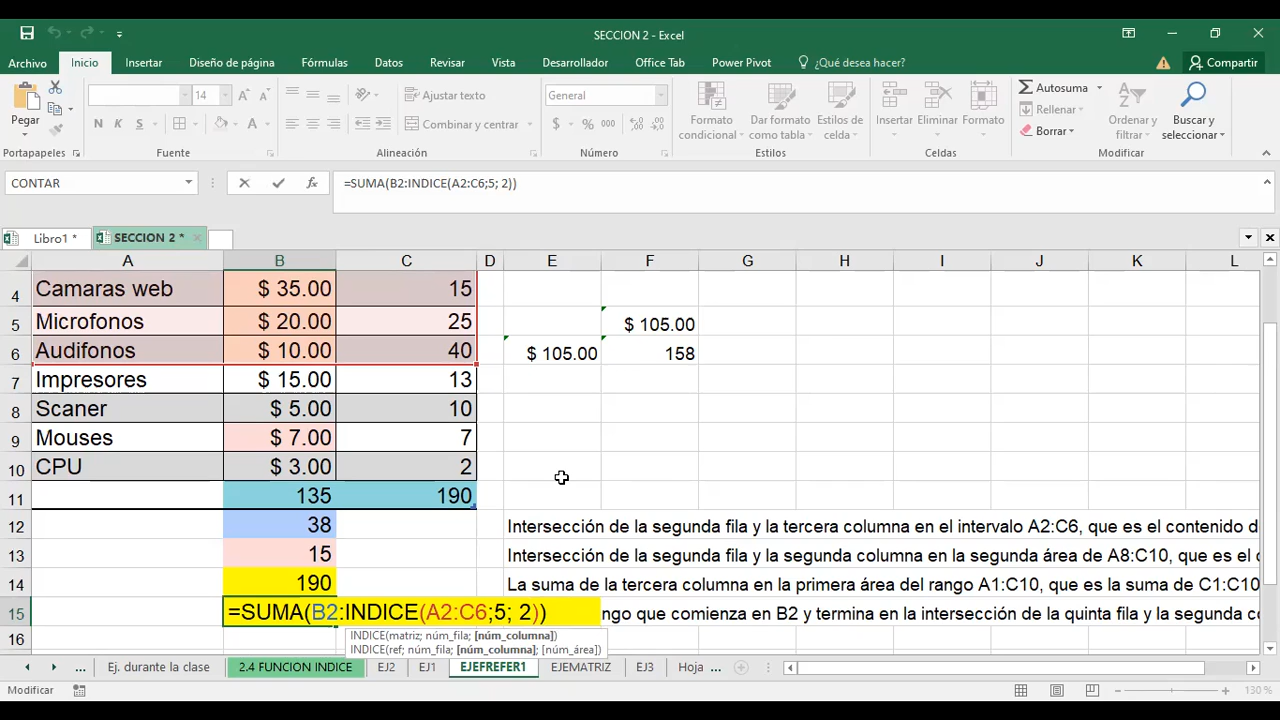 SECCION 2 - Excel
Archivo Inicio Insertar Diseño de página Fórmulas Datos Revisar Vista Desarrollador Office Tab Power Pivot ¿Qué desea hacer? Compartir
Pegar
14
N K S
A A
Ajustar texto
Combinar y centrar
General
$ % 000
Formato condicional
Dar formato como tabla
Estilos de celda
Insertar
Eliminar
Formato
Autosuma
Rellenar
Borrar
Ordenar y filtrar
Buscar y seleccionar
Portapapeles Fuente Alineación Número Estilos Celdas Modificar
CONTAR fx =SUMA(B2:INDICE(A2:C6;5; 2))
Libro1 * SECCION 2 *
A B C D E F G H I J K L
4 Camaras web $ 35.00 15
5 Microfonos $ 20.00 25 $ 105.00
6 Audifonos $ 10.00 40 $ 105.00 158
7 Impresores $ 15.00 13
8 Scaner $ 5.00 10
9 Mouses $ 7.00 7
10 CPU $ 3.00 2
11 135 190
12 38 Intersección de la segunda fila y la tercera columna en el intervalo A2:C6, que es el contenido d
13 15 Intersección de la segunda fila y la segunda columna en la segunda área de A8:C10, que es el c
14 190 La suma de la tercera columna en la primera área del rango A1:C10, que es la suma de C1:C10
15 =SUMA(B2:INDICE(A2:C6;5; 2)) ngo que comienza en B2 y termina en la intersección de la quinta fila y la segunda co
16
INDICE(matriz; núm_fila; [núm_columna])
INDICE(ref; núm_fila; [núm_columna]; [núm_área])
... Ej. durante la clase 2.4 FUNCION INDICE EJ2 EJ1 EJEFREFER1 EJEMATRIZ EJ3 Hoja ...
Modificar 130 %